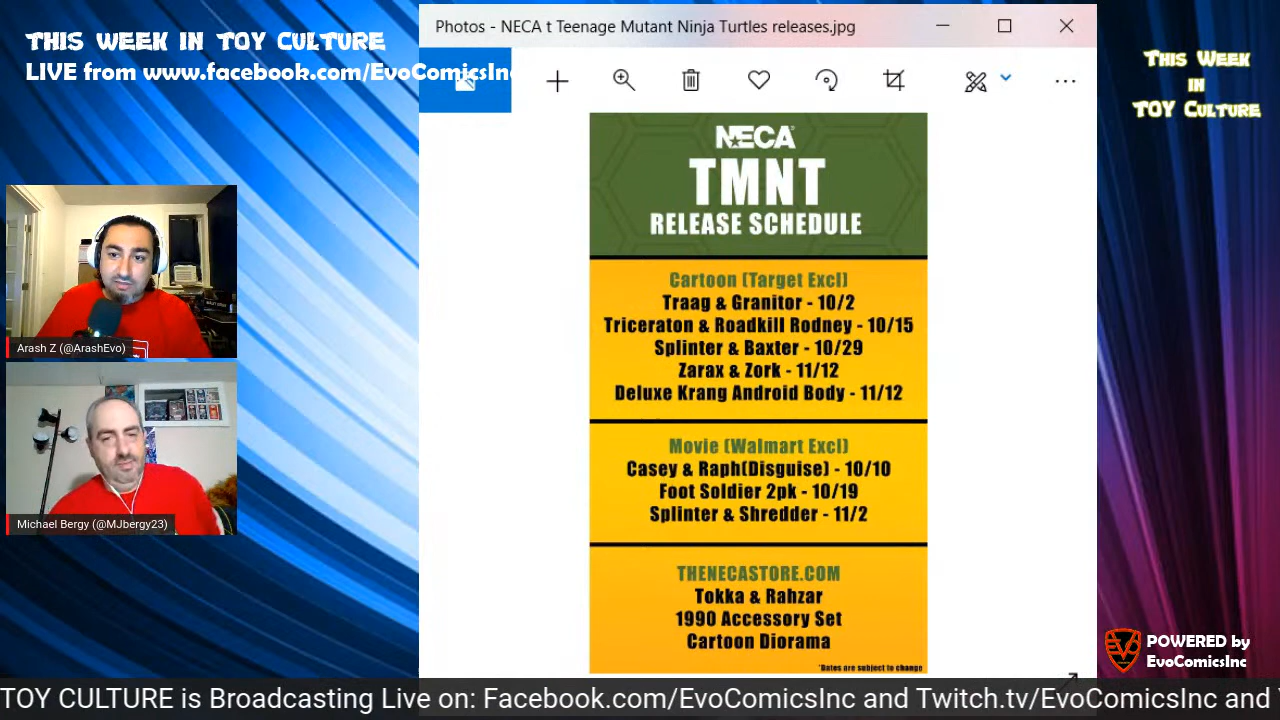 THIS WEEK IN TOY CULTURE
LIVE from www.facebook.com/EvoComicsInc
Photos - NECA t Teenage Mutant Ninja Turtles releases.jpg
This Week
in
TOY Culture
NECA
TMNT
RELEASE SCHEDULE
Cartoon (Target Excl)
Traag & Granitor - 10/2
Triceraton & Roadkill Rodney - 10/15
Splinter & Baxter - 10/29
Zarax & Zork - 11/12
Deluxe Krang Android Body - 11/12
Movie (Walmart Excl)
Casey & Raph(Disguise) - 10/10
Foot Soldier 2pk - 10/19
Splinter & Shredder - 11/2
THENECASTORE.COM
Tokka & Rahzar
1990 Accessory Set
Cartoon Diorama
*Dates are subject to change
Arash Z (@ArashEvo)
Michael Bergy (@MJbergy23)
EVO
POWERED by
EvoComicsInc
TOY CULTURE is Broadcasting Live on: Facebook.com/EvoComicsInc and Twitch.tv/EvoComicsInc and